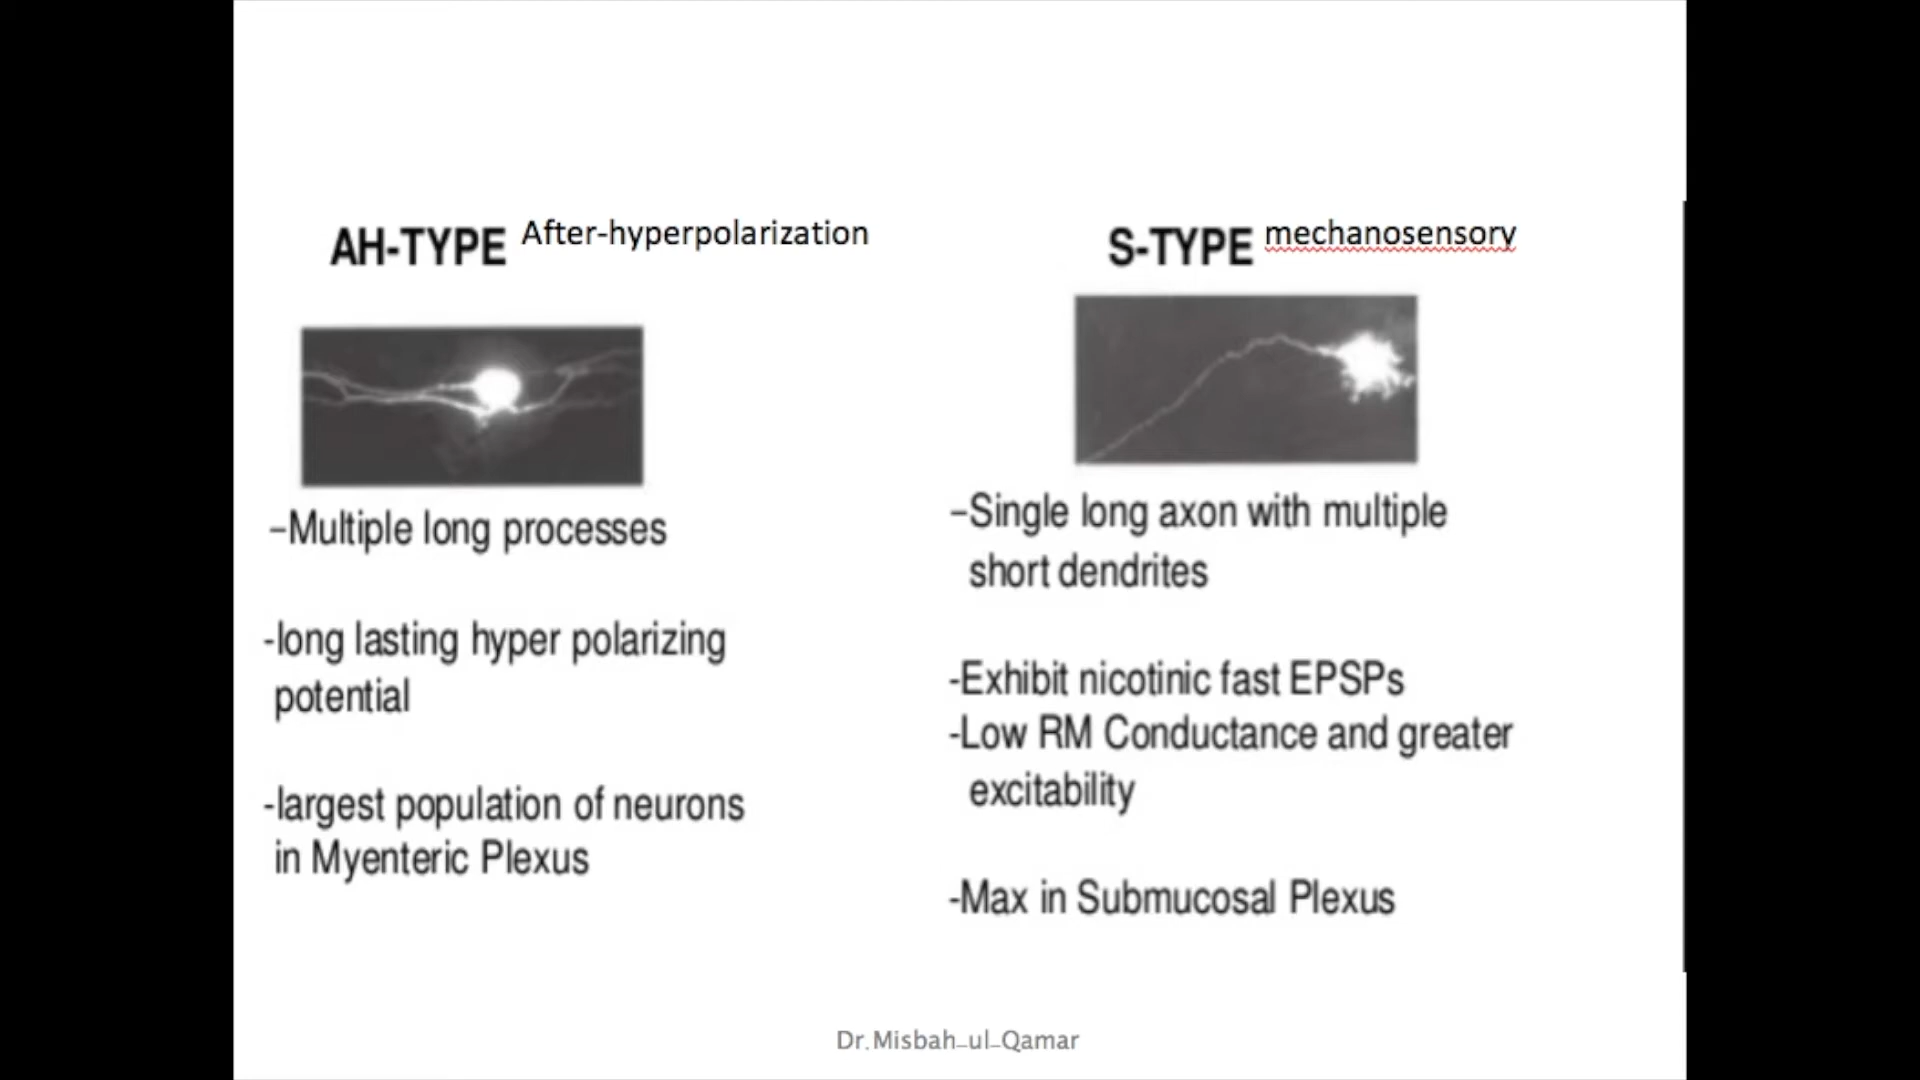 AH-TYPE After-hyperpolarization
–Multiple long processes
-long lasting hyper polarizing
potential
-largest population of neurons
in Myenteric Plexus
S-TYPE mechanosensory
–Single long axon with multiple
short dendrites
-Exhibit nicotinic fast EPSPs
-Low RM Conductance and greater
excitability
-Max in Submucosal Plexus
Dr.Misbah_ul_Qamar